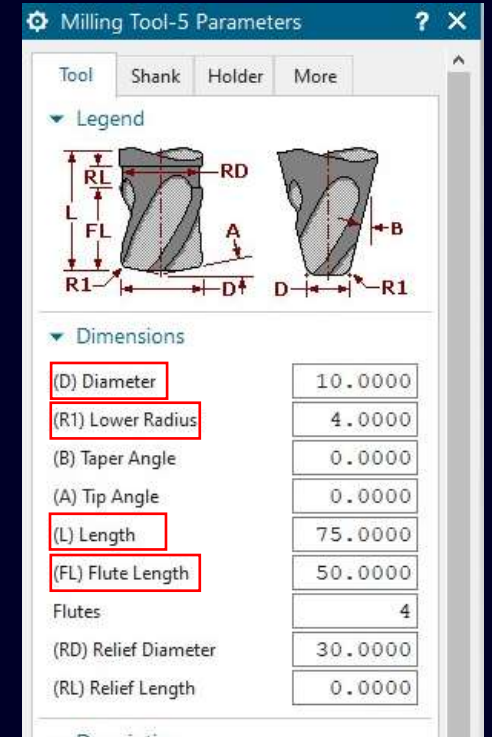 Milling Tool-5 Parameters ? ×
Tool Shank Holder More
Legend
RL RD
L
FL A B
R1 D D R1
Dimensions
(D) Diameter 10.0000
(R1) Lower Radius 4.0000
(B) Taper Angle 0.0000
(A) Tip Angle 0.0000
(L) Length 75.0000
(FL) Flute Length 50.0000
Flutes 4
(RD) Relief Diameter 30.0000
(RL) Relief Length 0.0000